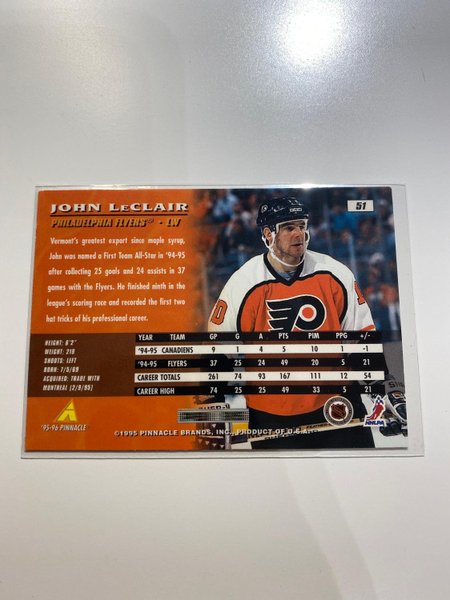 JOHN LECLAIR
51
PHILADELPHIA FLYERS • LW
Vermont's greatest export since maple syrup,
John was named a First Team All-Star in '94-95
after collecting 25 goals and 24 assists in 37
games with the Flyers. He finished ninth in the
league's scoring race and recorded the first two
hat tricks of his professional career.
HEIGHT: 6'2"
WEIGHT: 219
SHOOTS: LEFT
BORN: 7/5/69
ACQUIRED: TRADE WITH
MONTREAL (2/9/95)
YEAR TEAM GP G A PTS PIM PPG +/-
'94-95 CANADIENS 9 1 4 5 10 1 -1
'94-95 FLYERS 37 25 24 49 20 5 21
CAREER TOTALS 261 74 93 167 111 12 54
CAREER HIGH 74 25 24 49 33 5 21
'95-96 PINNACLE
©1995 PINNACLE BRANDS, INC., PRODUCT OF U.S.A.
NHLPA